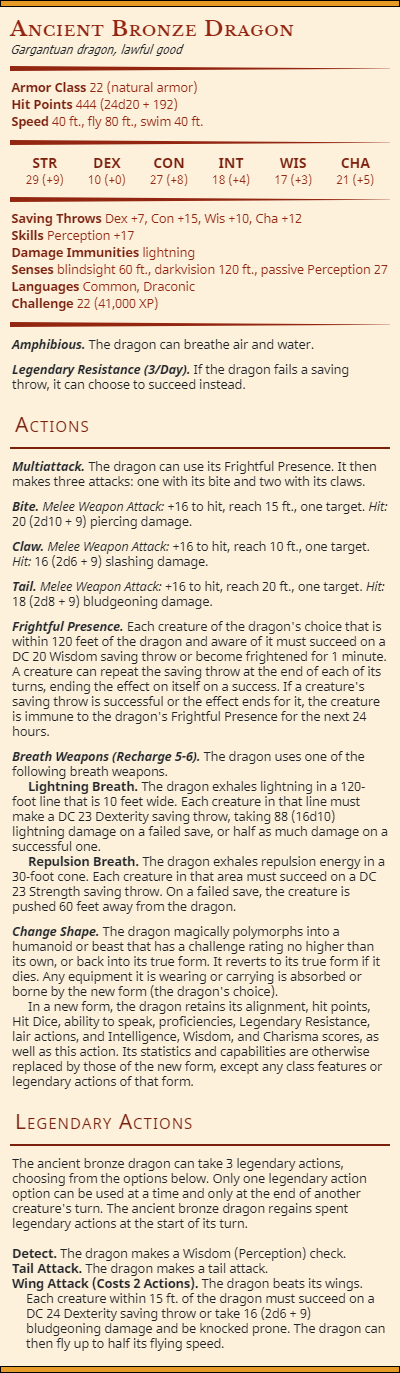 Ancient Bronze Dragon
Gargantuan dragon, lawful good
Armor Class 22 (natural armor)
Hit Points 444 (24d20 + 192)
Speed 40 ft., fly 80 ft., swim 40 ft.
STR DEX CON INT WIS CHA
29 (+9) 10 (+0) 27 (+8) 18 (+4) 17 (+3) 21 (+5)
Saving Throws Dex +7, Con +15, Wis +10, Cha +12
Skills Perception +17
Damage Immunities lightning
Senses blindsight 60 ft., darkvision 120 ft., passive Perception 27
Languages Common, Draconic
Challenge 22 (41,000 XP)
Amphibious. The dragon can breathe air and water.
Legendary Resistance (3/Day). If the dragon fails a saving
throw, it can choose to succeed instead.
Actions
Multiattack. The dragon can use its Frightful Presence. It then
makes three attacks: one with its bite and two with its claws.
Bite. Melee Weapon Attack: +16 to hit, reach 15 ft., one target. Hit:
20 (2d10 + 9) piercing damage.
Claw. Melee Weapon Attack: +16 to hit, reach 10 ft., one target.
Hit: 16 (2d6 + 9) slashing damage.
Tail. Melee Weapon Attack: +16 to hit, reach 20 ft., one target. Hit:
18 (2d8 + 9) bludgeoning damage.
Frightful Presence. Each creature of the dragon's choice that is
within 120 feet of the dragon and aware of it must succeed on a
DC 20 Wisdom saving throw or become frightened for 1 minute.
A creature can repeat the saving throw at the end of each of its
turns, ending the effect on itself on a success. If a creature's
saving throw is successful or the effect ends for it, the creature
is immune to the dragon's Frightful Presence for the next 24
hours.
Breath Weapons (Recharge 5-6). The dragon uses one of the
following breath weapons.
Lightning Breath. The dragon exhales lightning in a 120-
foot line that is 10 feet wide. Each creature in that line must
make a DC 23 Dexterity saving throw, taking 88 (16d10)
lightning damage on a failed save, or half as much damage on a
successful one.
Repulsion Breath. The dragon exhales repulsion energy in a
30-foot cone. Each creature in that area must succeed on a DC
23 Strength saving throw. On a failed save, the creature is
pushed 60 feet away from the dragon.
Change Shape. The dragon magically polymorphs into a
humanoid or beast that has a challenge rating no higher than
its own, or back into its true form. It reverts to its true form if it
dies. Any equipment it is wearing or carrying is absorbed or
borne by the new form (the dragon's choice).
In a new form, the dragon retains its alignment, hit points,
Hit Dice, ability to speak, proficiencies, Legendary Resistance,
lair actions, and Intelligence, Wisdom, and Charisma scores, as
well as this action. Its statistics and capabilities are otherwise
replaced by those of the new form, except any class features or
legendary actions of that form.
Legendary Actions
The ancient bronze dragon can take 3 legendary actions,
choosing from the options below. Only one legendary action
option can be used at a time and only at the end of another
creature's turn. The ancient bronze dragon regains spent
legendary actions at the start of its turn.
Detect. The dragon makes a Wisdom (Perception) check.
Tail Attack. The dragon makes a tail attack.
Wing Attack (Costs 2 Actions). The dragon beats its wings.
Each creature within 15 ft. of the dragon must succeed on a
DC 24 Dexterity saving throw or take 16 (2d6 + 9)
bludgeoning damage and be knocked prone. The dragon can
then fly up to half its flying speed.